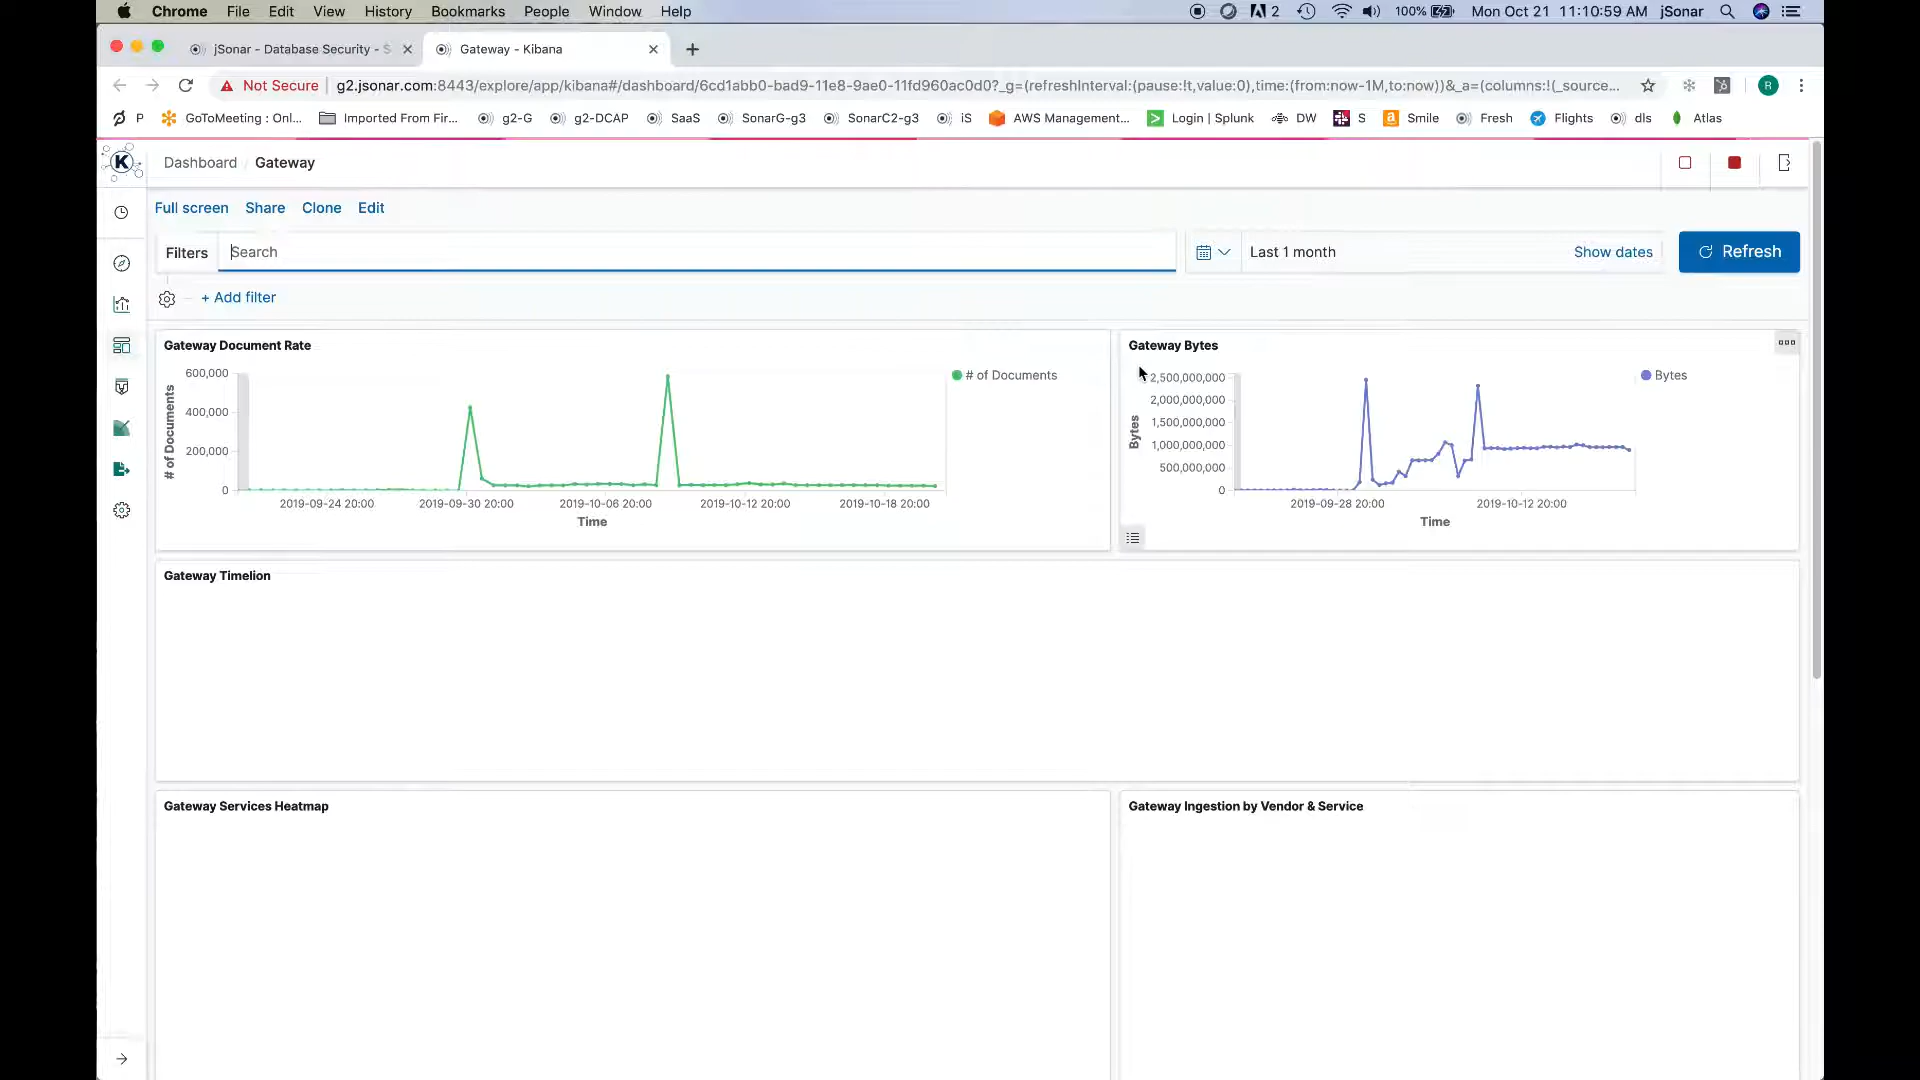 Chrome File Edit View History Bookmarks People Window Help 2 100% Mon Oct 21 11:10:59 AM jSonar
jSonar - Database Security - S Gateway - Kibana
Not Secure g2.jsonar.com:8443/explore/app/kibana#/dashboard/6cd1abb0-bad9-11e8-9ae0-11fd960ac0d0?_g=(refreshInterval:(pause:!t,value:0),time:(from:now-1M,to:now))&_a=(columns:!(_source... R
P GoToMeeting : Onl... Imported From Fir... g2-G g2-DCAP SaaS SonarG-g3 SonarC2-g3 iS AWS Management... Login | Splunk DW S Smile Fresh Flights dls Atlas
K Dashboard / Gateway
Full screen Share Clone Edit
Filters Search Last 1 month Show dates Refresh
+ Add filter
Gateway Document Rate
600,000
400,000
200,000
0
# of Documents
2019-09-24 20:00 2019-09-30 20:00 2019-10-06 20:00 2019-10-12 20:00 2019-10-18 20:00
Time
# of Documents
Gateway Bytes
2,500,000,000
2,000,000,000
1,500,000,000
1,000,000,000
500,000,000
0
Bytes
2019-09-28 20:00 2019-10-12 20:00
Time
Bytes
Gateway Timelion
Gateway Services Heatmap
Gateway Ingestion by Vendor & Service